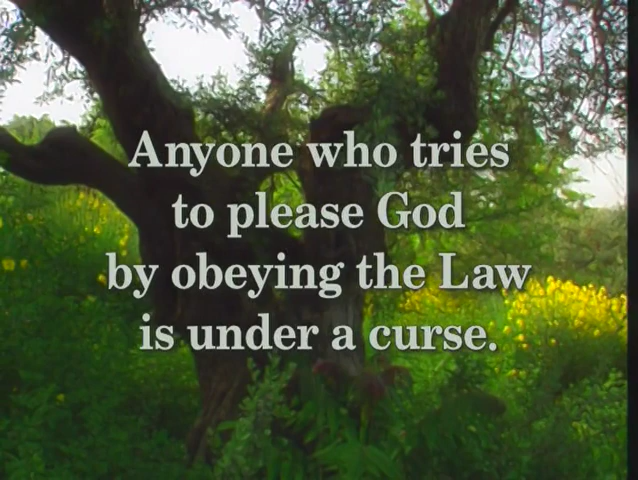 Anyone who tries
to please God
by obeying the Law
is under a curse.